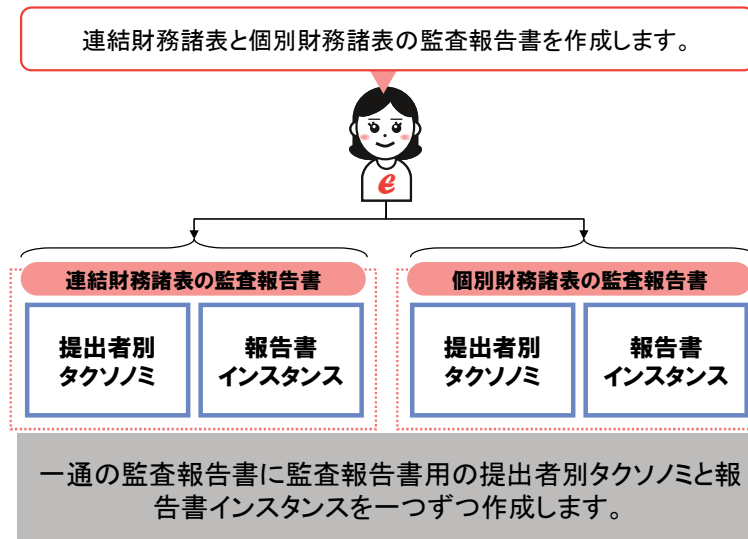 連結財務諸表と個別財務諸表の監査報告書を作成します。
e
連結財務諸表の監査報告書
提出者別
タクソノミ
報告書
インスタンス
個別財務諸表の監査報告書
提出者別
タクソノミ
報告書
インスタンス
一通の監査報告書に監査報告書用の提出者別タクソノミと報
告書インスタンスを一つずつ作成します。